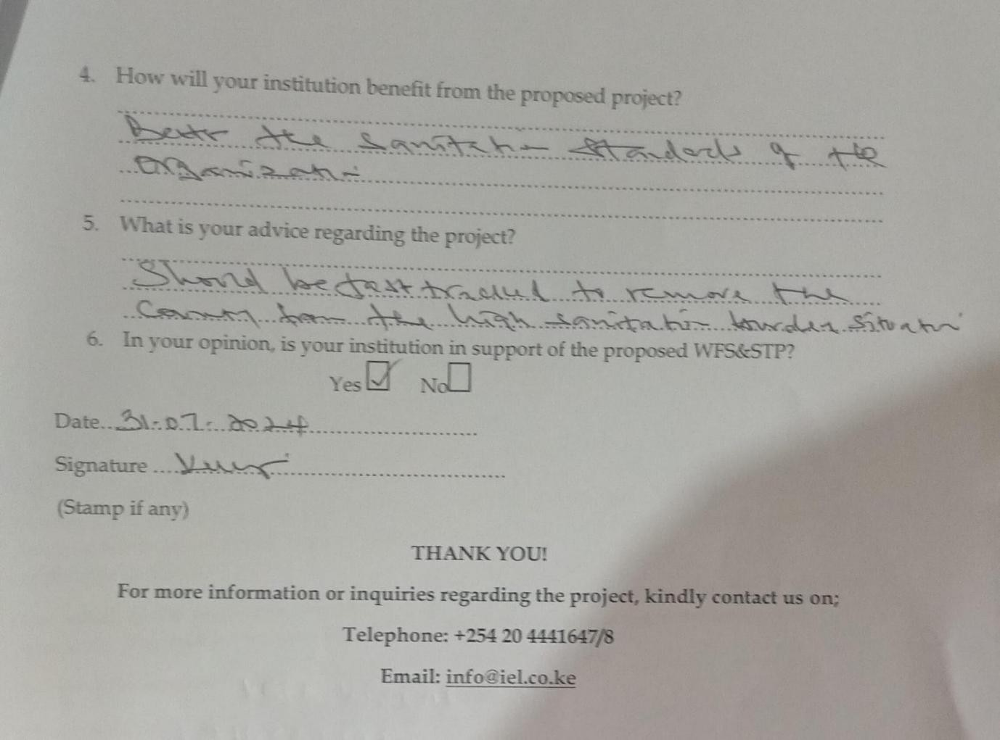 4. How will your institution benefit from the proposed project?
Better the Sanitation Standards of the
Organization
5. What is your advice regarding the project?
Should be fast tracked to remove the
County from the high sanitation burden situation
6. In your opinion, is your institution in support of the proposed WFS&STP?
Yes ☑ No ☐
Date.. 31.07.2024
Signature ....
(Stamp if any)
THANK YOU!
For more information or inquiries regarding the project, kindly contact us on;
Telephone: +254 20 4441647/8
Email: info@iel.co.ke